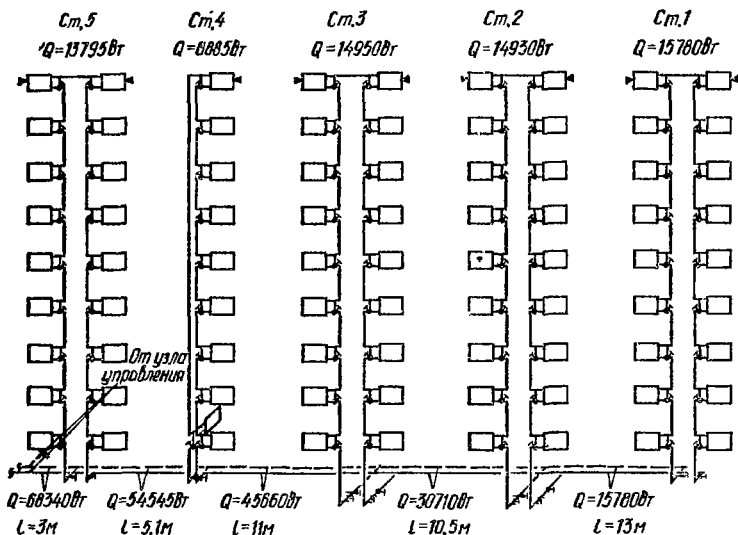 Ст.5 Ст.4 Ст.3 Ст.2 Ст.1
Q=13795Вт Q=8885Вт Q=14950Вт Q=14930Вт Q=15780Вт
От узла
управления
Q=68340Вт Q=54545Вт Q=45660Вт Q=30710Вт Q=15780Вт
l=3м l=5,1м l=11м l=10,5м l=13м